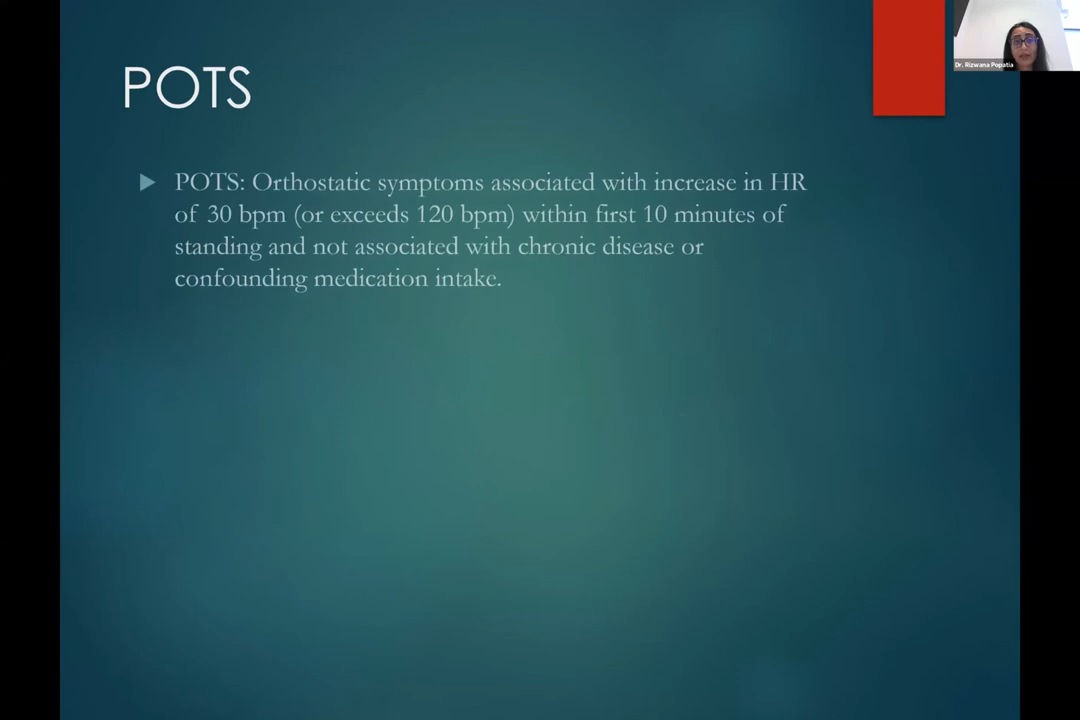 Dr. Rizwana Popatia
POTS
POTS: Orthostatic symptoms associated with increase in HR
of 30 bpm (or exceeds 120 bpm) within first 10 minutes of
standing and not associated with chronic disease or
confounding medication intake.